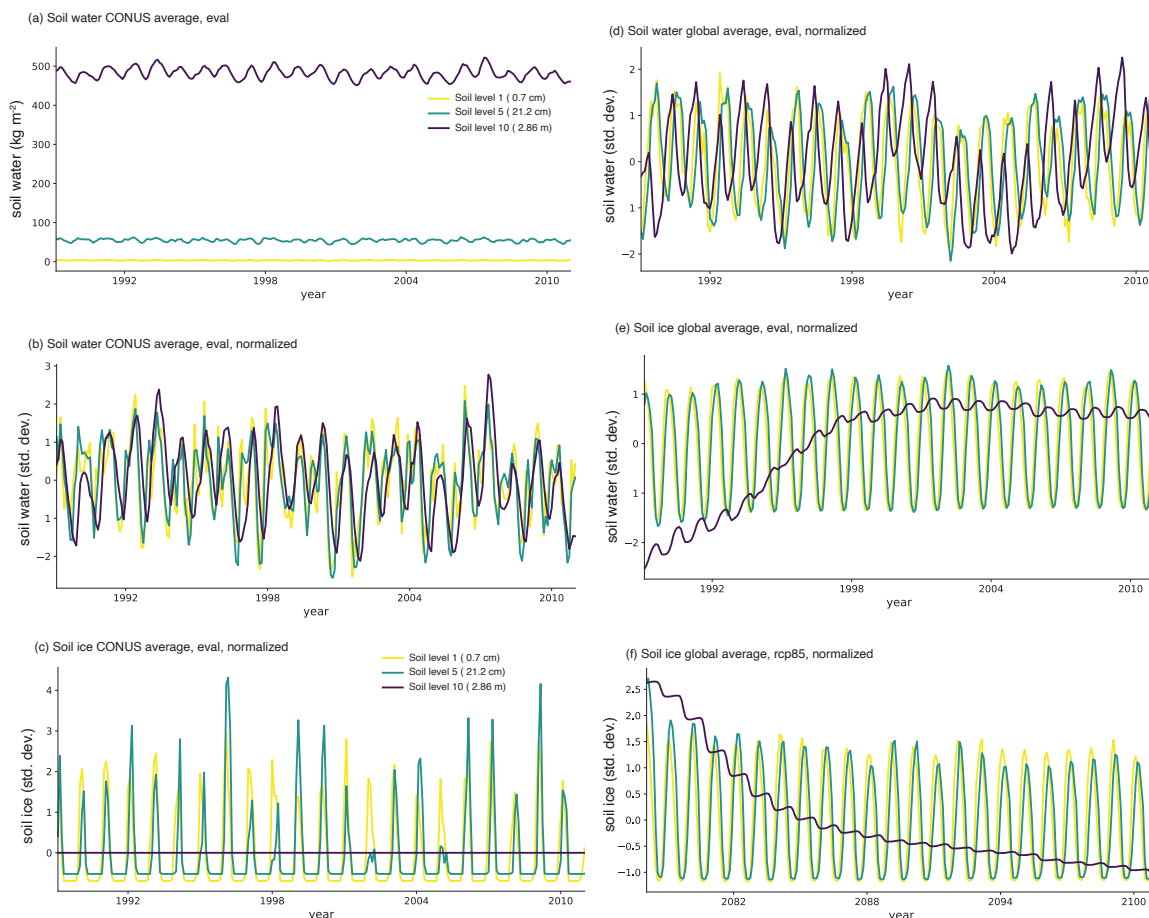 (a) Soil water CONUS average, eval
500
400
300
200
100
0
soil water (kg m⁻²)
Soil level 1 ( 0.7 cm)
Soil level 5 ( 21.2 cm)
Soil level 10 ( 2.86 m)
1992
1998
2004
2010
year
(b) Soil water CONUS average, eval, normalized
3
2
1
0
1
−2
soil water (std. dev.)
1992
1998
2004
2010
year
(c) Soil ice CONUS average, eval, normalized
Soil level 1 ( 0.7 cm)
Soil level 5 ( 21.2 cm)
Soil level 10 ( 2.86 m)
4
3
2
1
0
soil ice (std. dev.)
1992
1998
2004
2010
year
(d) Soil water global average, eval, normalized
2
1
0
1
−2
soil water (std. dev.)
1992
1998
2004
2010
year
(e) Soil ice global average, eval, normalized
1
0
1
−2
soil water (std. dev.)
1992
1998
2004
2010
year
(f) Soil ice global average, rcp85, normalized
2.5
2.0
1.5
1.0
0.5
0.0
−0.5
−1.0
soil ice (std. dev.)
2082
2088
2094
2100
year